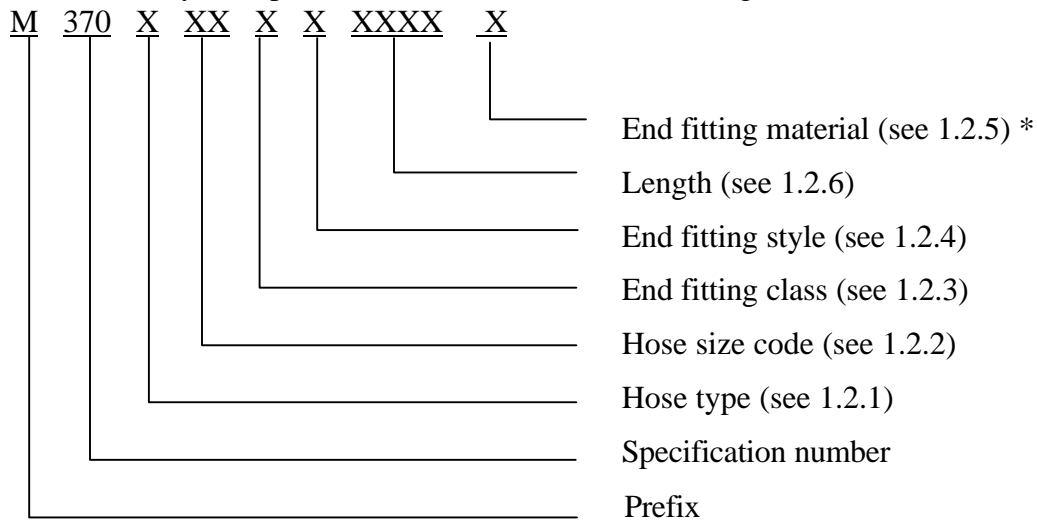 M 370 X XX X X XXXX X
End fitting material (see 1.2.5) *
Length (see 1.2.6)
End fitting style (see 1.2.4)
End fitting class (see 1.2.3)
Hose size code (see 1.2.2)
Hose type (see 1.2.1)
Specification number
Prefix